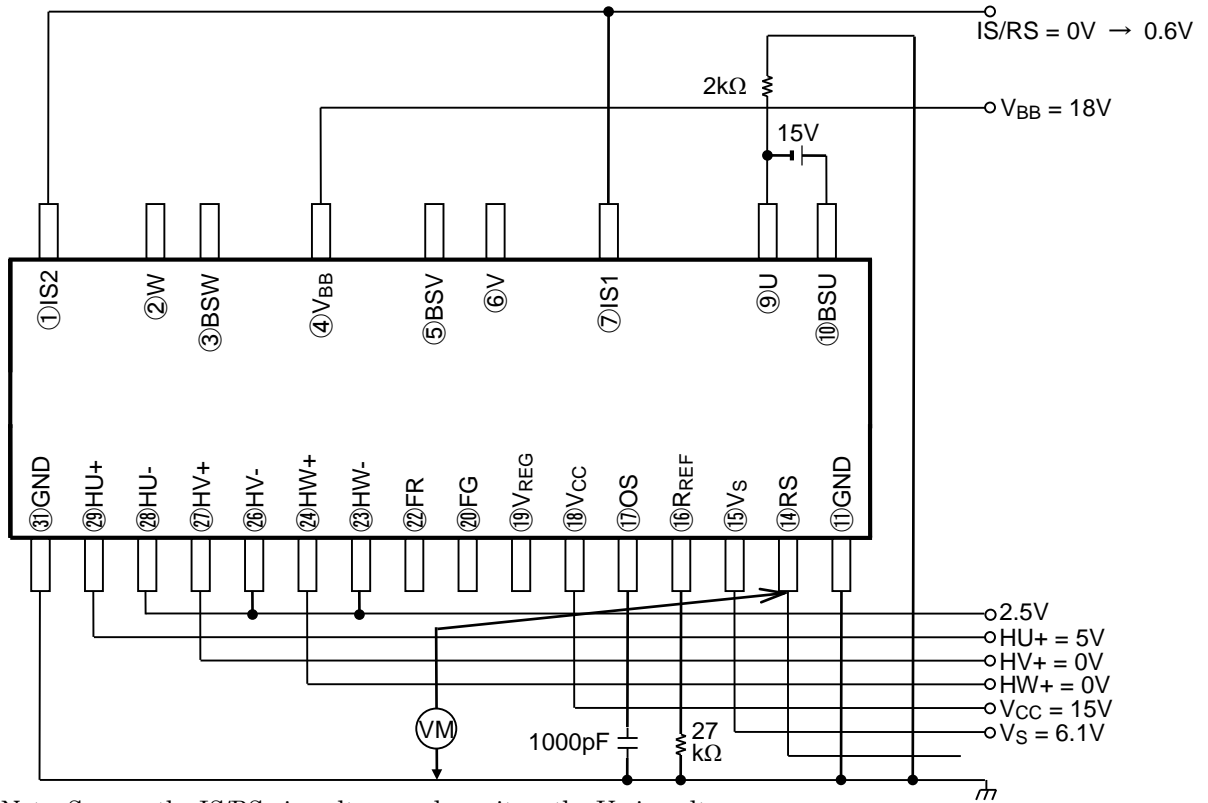 IS/RS = 0V → 0.6V
2kΩ
VBB = 18V
15V
①IS2
②W
③BSW
④VBB
⑤BSV
⑥V
⑦IS1
⑨U
⑩BSU
㉛GND
㉙HU+
㉘HU-
㉗HV+
㉖HV-
㉔HW+
㉓HW-
㉒FR
⑳FG
⑲VREG
⑱VCC
⑰OS
⑯RREF
⑮VS
⑭RS
⑪GND
2.5V
HU+ = 5V
HV+ = 0V
HW+ = 0V
VCC = 15V
VS = 6.1V
VM
1000pF
27
kΩ